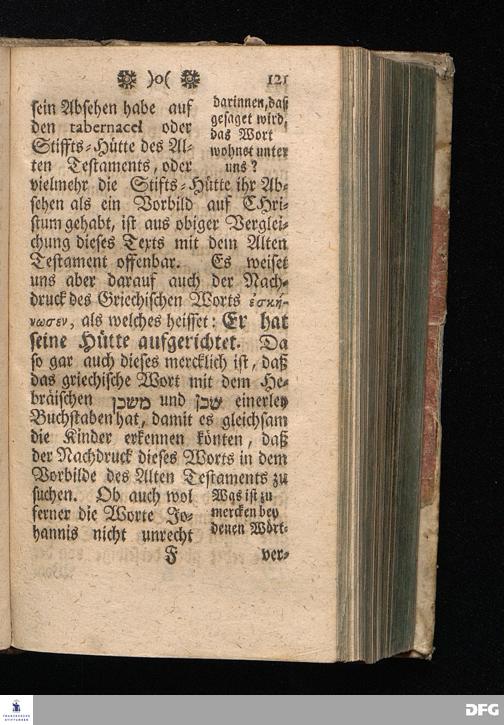 )o( 121
sein Absehen habe auf
den tabernacel oder
Stiffts-Hütte des Al-
ten Testaments, oder
darinnen, daß
gesaget wird,
das Wort
wohnet unter
uns?
vielmehr die Stifts-Hütte ihr Ab-
sehen als ein Vorbild auf CHri-
stum gehabt, ist aus obiger Verglei-
chung dieses Texts mit dem Alten
Testament offenbar. Es weiset
uns aber darauf auch der Nach-
druck des Griechischen Worts ἐσκή-
νωσεν, als welches heisset: Er hat
seine Hütte aufgerichtet. Da
so gar auch dieses mercklich ist, daß
das griechische Wort mit dem He-
bräischen משכן und שכן einerley
Buchstaben hat, damit es gleichsam
die Kinder erkennen könten, daß
der Nachdruck dieses Worts in dem
Vorbilde des Alten Testaments zu
suchen. Ob auch wol
ferner die Worte Jo-
hannis nicht unrecht
Was ist zu
mercken bey
denen Wört-
F ver-
FRANCKESCHE
STIFTUNGEN
DFG